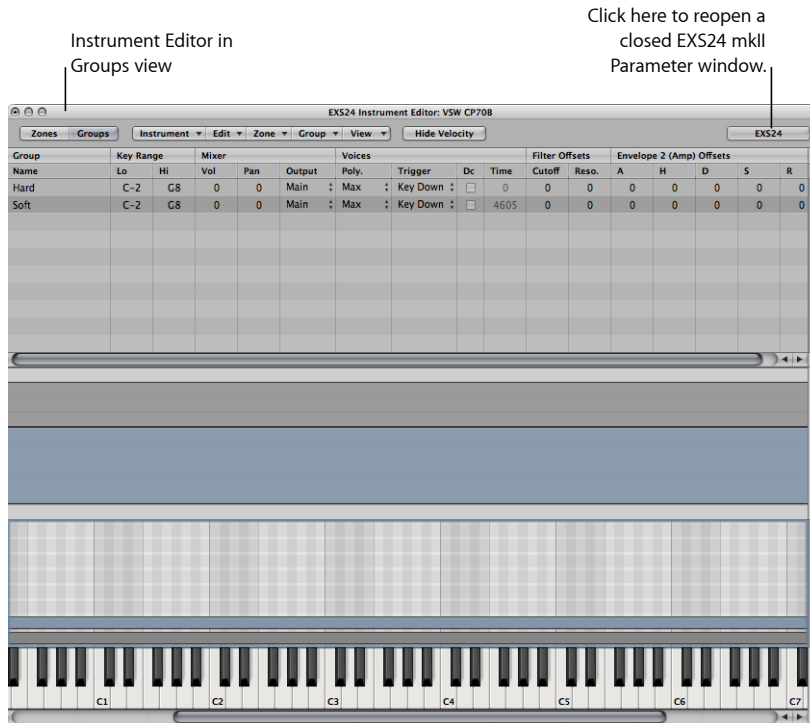 Click here to reopen a
closed EXS24 mkII
Parameter window.
Instrument Editor in
Groups view
EXS24 Instrument Editor: VSW CP70B
Zones Groups Instrument Edit Zone Group View Hide Velocity EXS24
Group Key Range Mixer Voices Filter Offsets Envelope 2 (Amp) Offsets
Name Lo Hi Vol Pan Output Poly. Trigger Dc Time Cutoff Reso. A H D S R
Hard C-2 G8 0 0 Main Max Key Down 0 0 0 0 0 0 0 0
Soft C-2 G8 0 0 Main Max Key Down 4605 0 0 0 0 0 0 0
C1 C2 C3 C4 C5 C6 C7